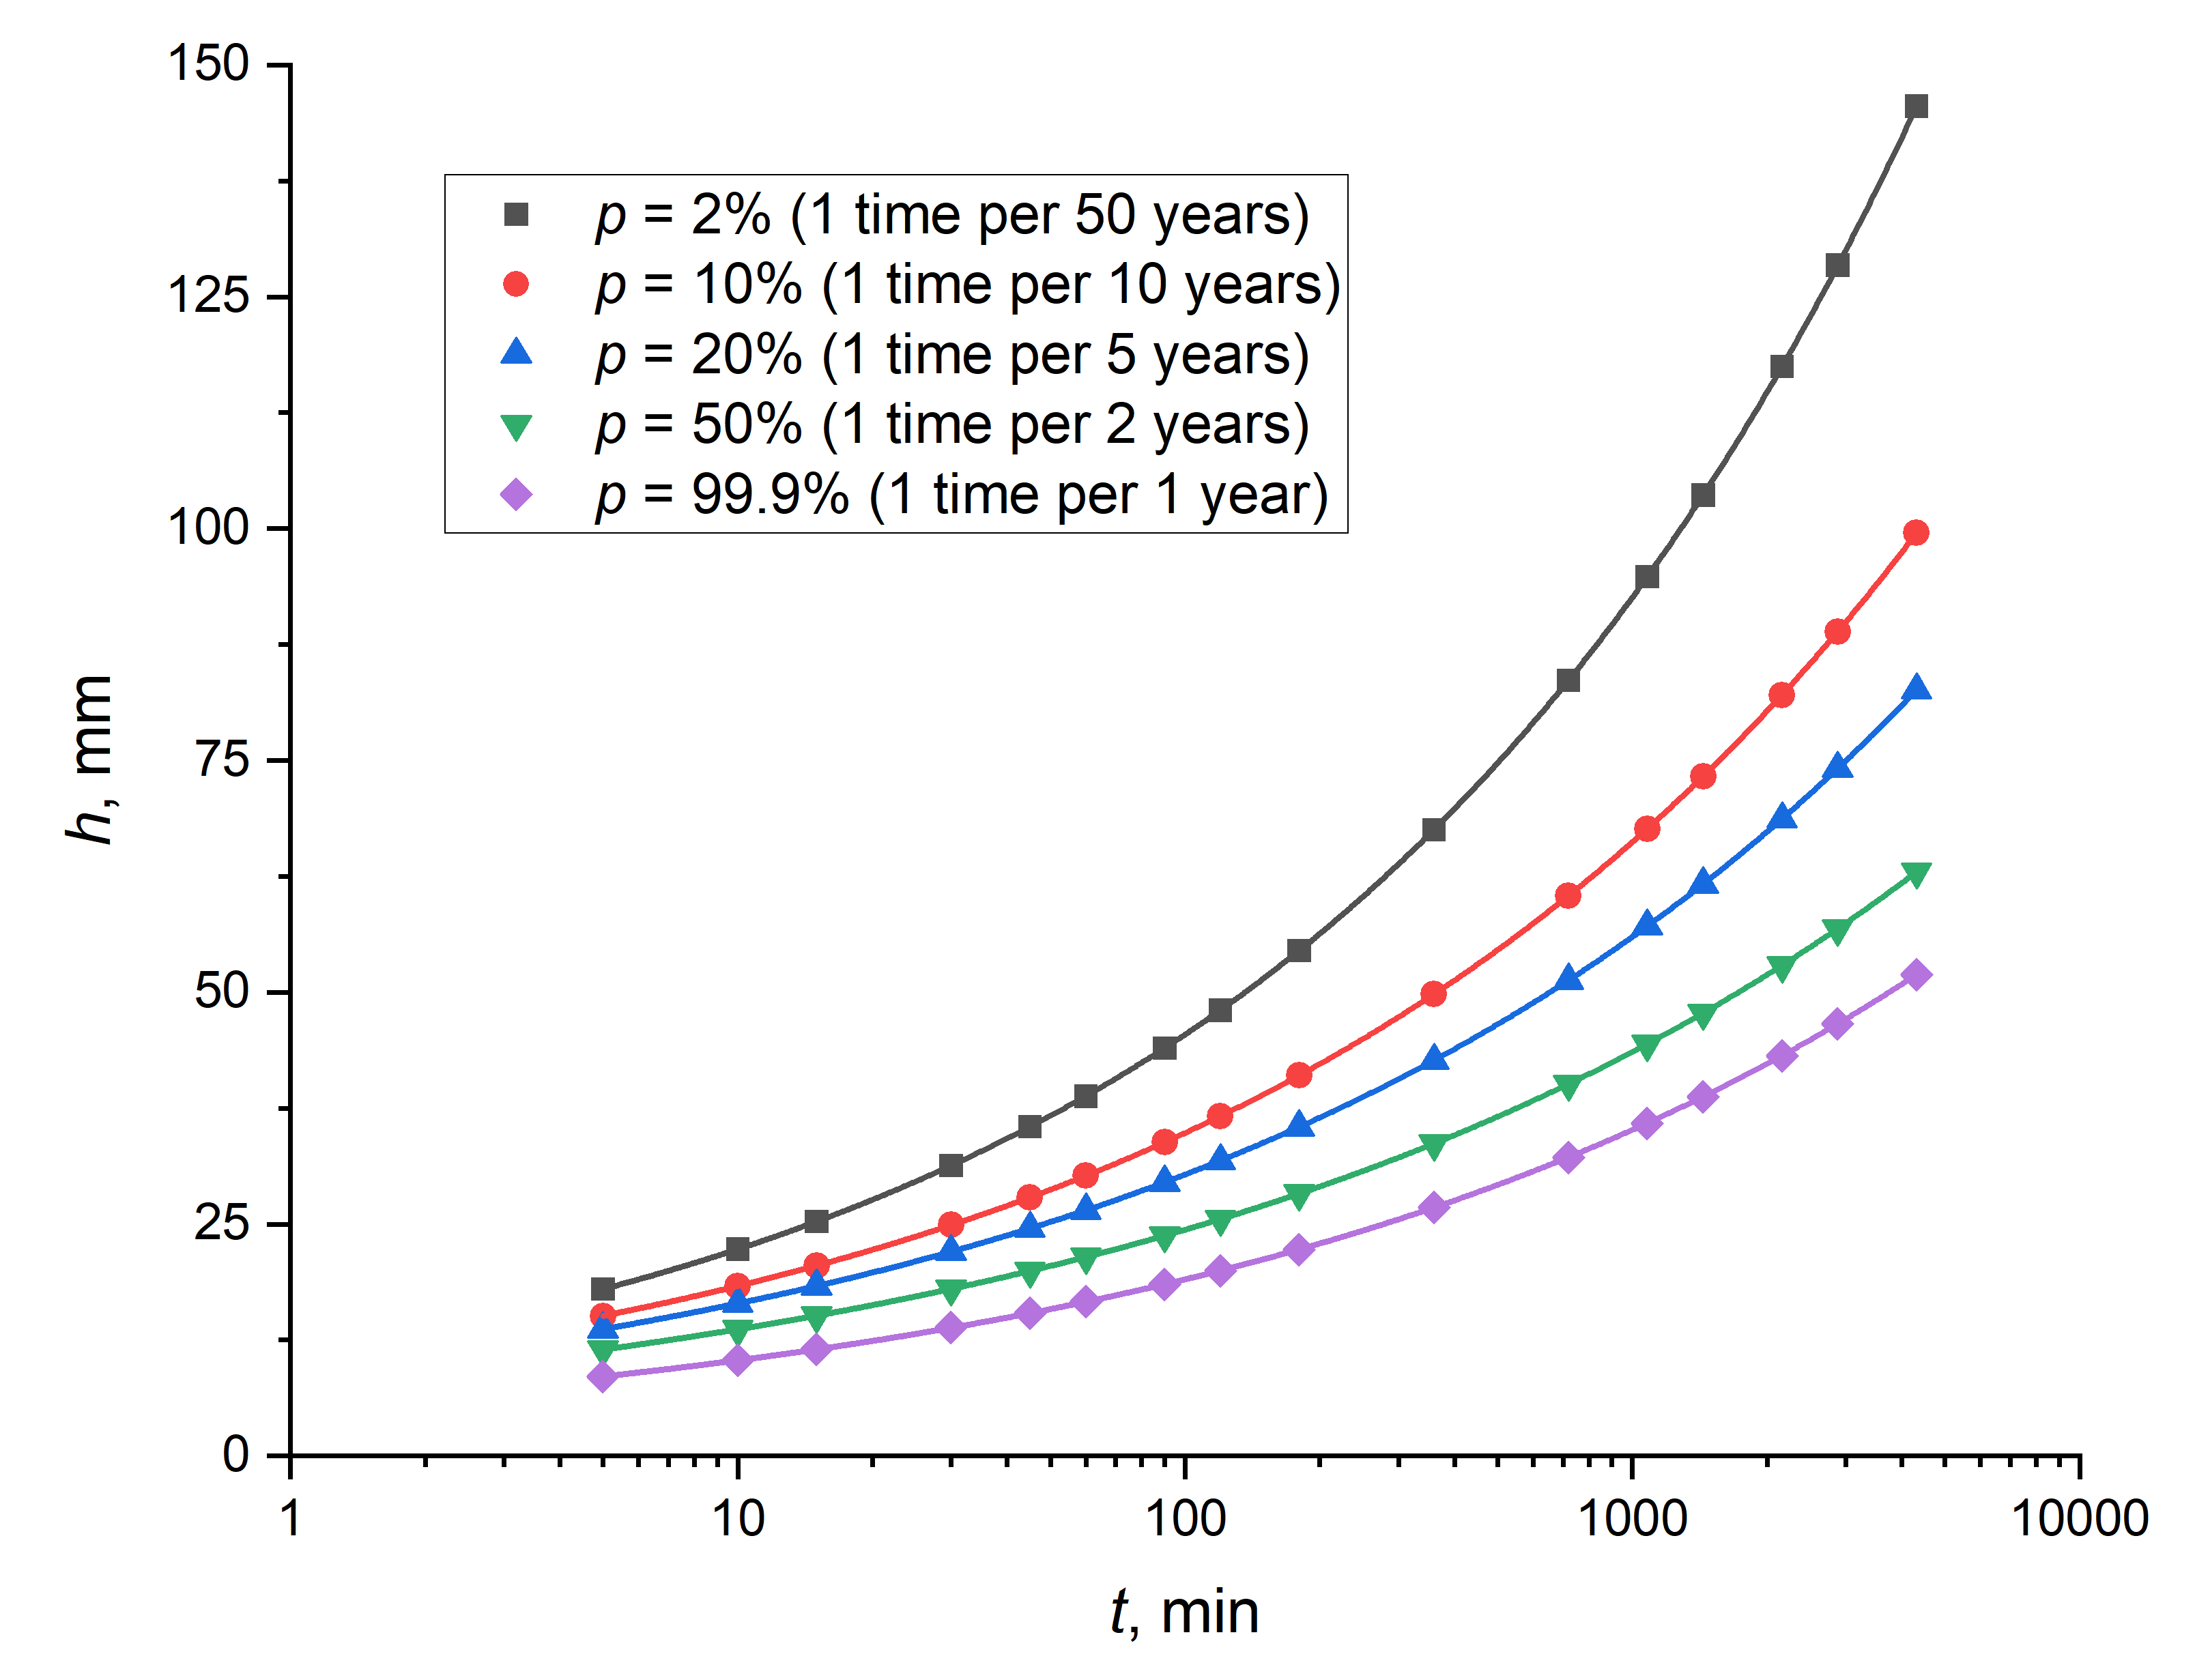 150
125
100
75
50
25
0
h, mm
p = 2% (1 time per 50 years)
p = 10% (1 time per 10 years)
p = 20% (1 time per 5 years)
p = 50% (1 time per 2 years)
p = 99.9% (1 time per 1 year)
1 10 100 1000 10000
t, min